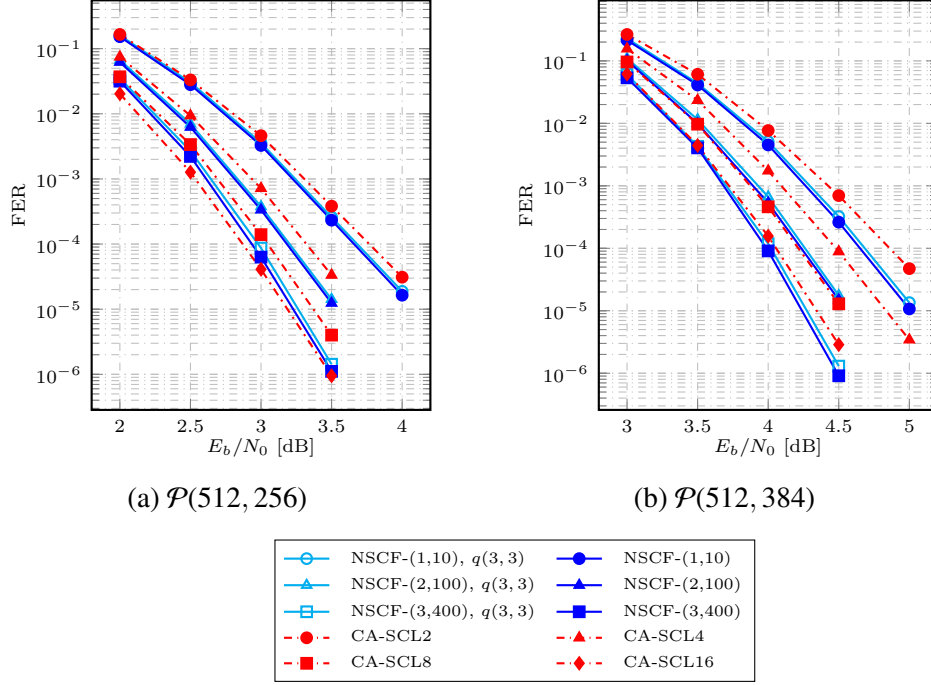 10^{-1}
10^{-2}
10^{-3}
10^{-4}
10^{-5}
10^{-6}
FER
2 2.5 3 3.5 4
E_b/N_0 [dB]
(a) P(512, 256)
10^{-1}
10^{-2}
10^{-3}
10^{-4}
10^{-5}
10^{-6}
FER
3 3.5 4 4.5 5
E_b/N_0 [dB]
(b) P(512, 384)
NSCF-(1,10), q(3, 3) NSCF-(1,10)
NSCF-(2,100), q(3, 3) NSCF-(2,100)
NSCF-(3,400), q(3, 3) NSCF-(3,400)
CA-SCL2 CA-SCL4
CA-SCL8 CA-SCL16